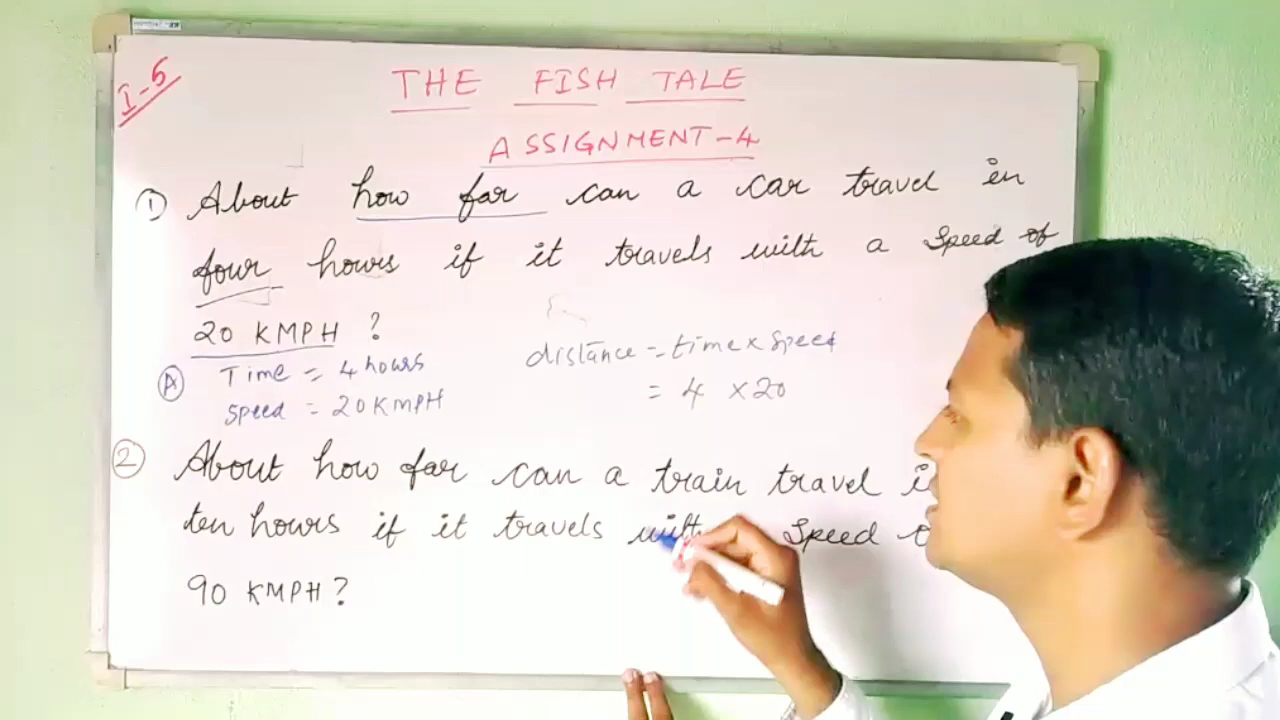 I-5
THE FISH TALE
ASSIGNMENT-4
① About how far can a car travel in
four hours if it travels with a speed of
20 KMPH ?
A Time = 4 hours
Speed = 20 KMPH
distance = time x speed
= 4 x 20
② About how far can a train travel
ten hours if it travels with Speed
90 KMPH ?